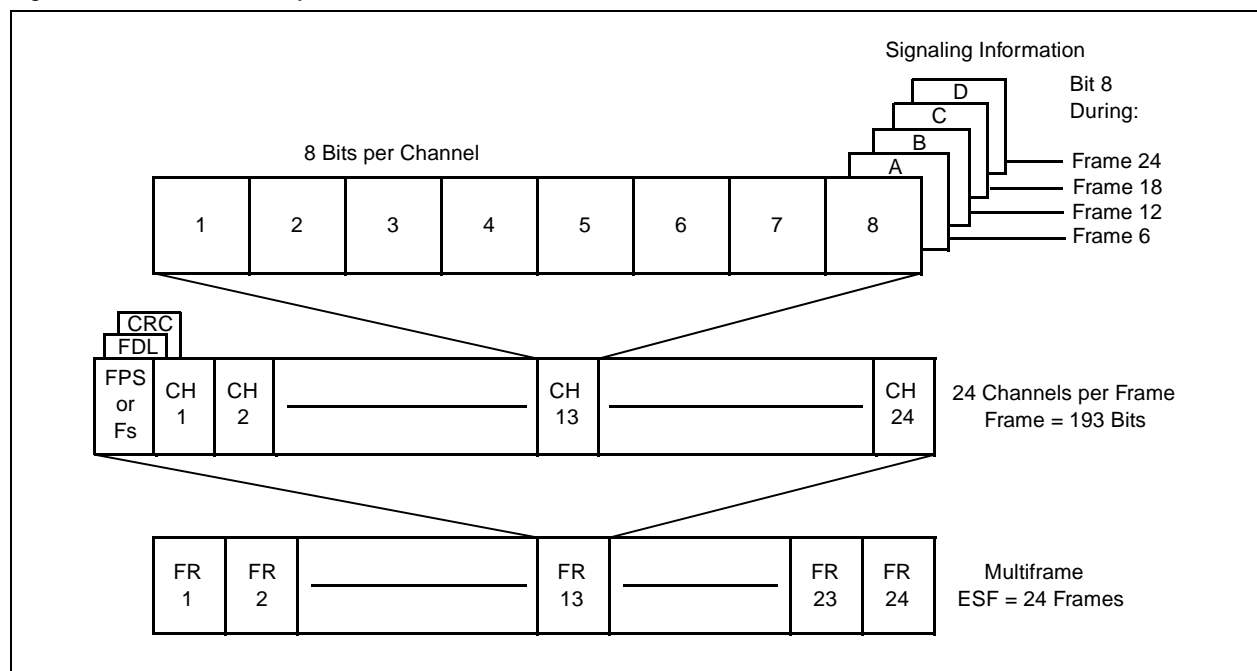 Signaling Information
Bit 8
During:
D
C
B
A
8 Bits per Channel
Frame 24
Frame 18
Frame 12
Frame 6
1 2 3 4 5 6 7 8
CRC
FDL
FPS
or
Fs
CH
1
CH
2
CH
13
CH
24
24 Channels per Frame
Frame = 193 Bits
FR
1
FR
2
FR
13
FR
23
FR
24
Multiframe
ESF = 24 Frames